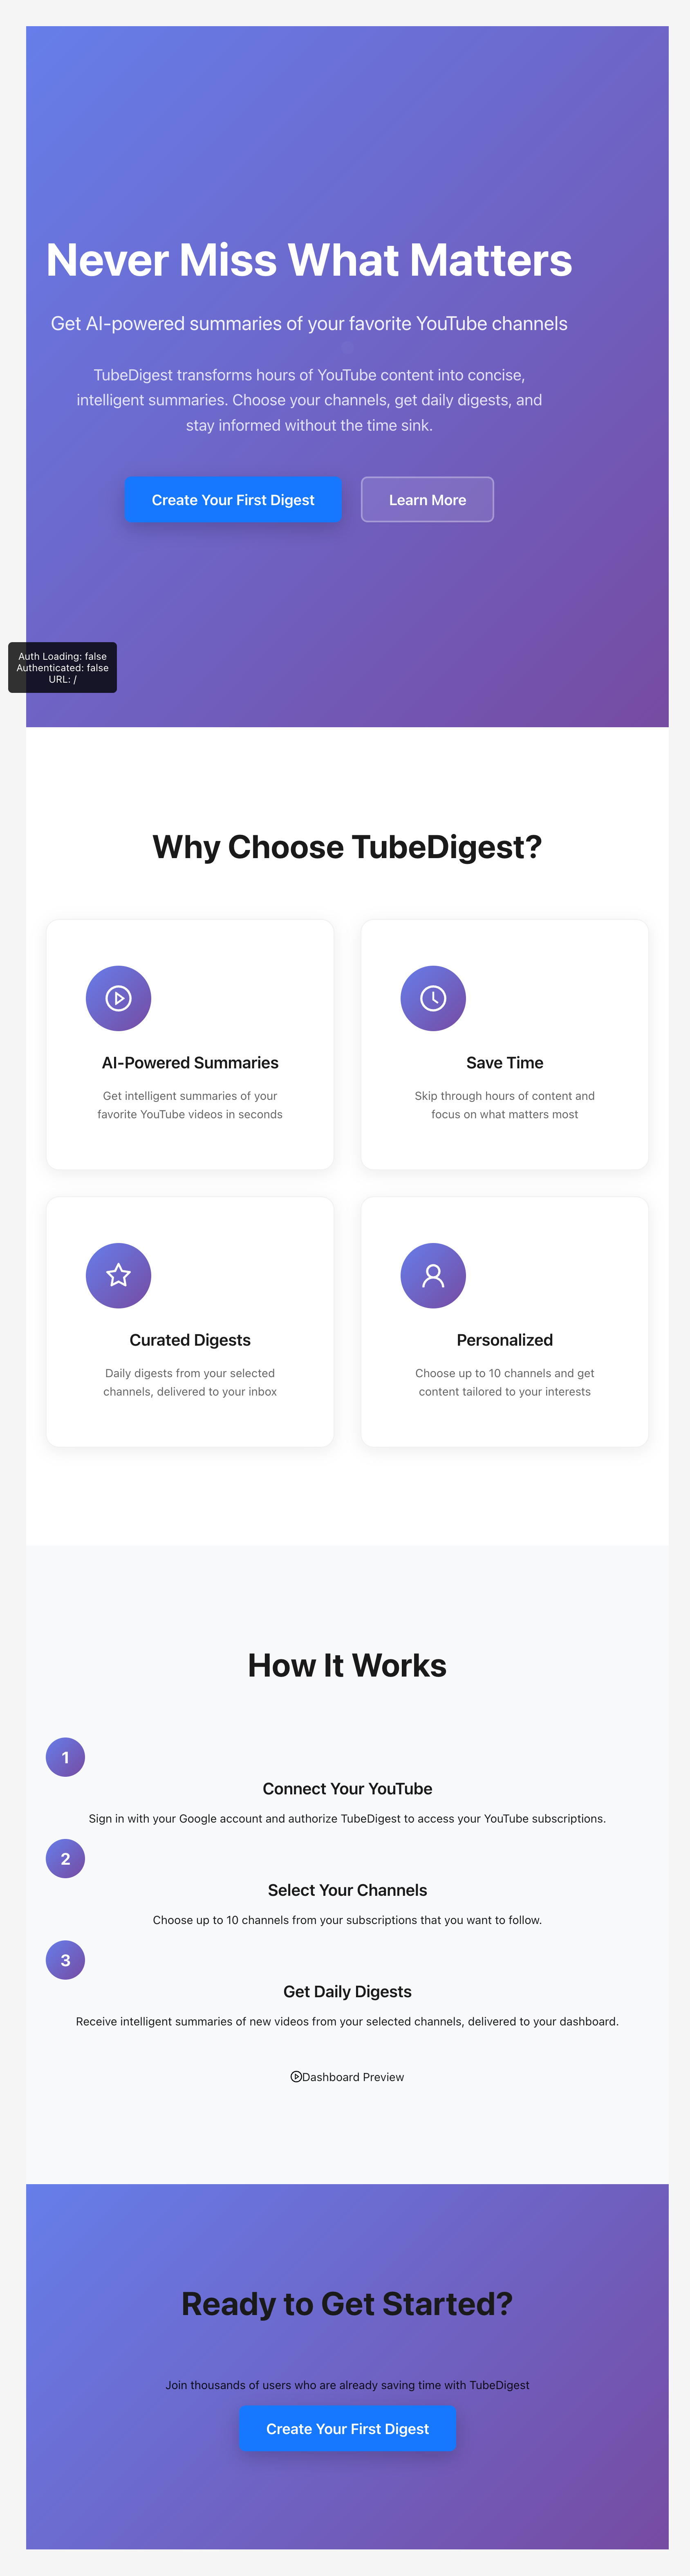 Never Miss What Matters
Get AI-powered summaries of your favorite YouTube channels
TubeDigest transforms hours of YouTube content into concise,
intelligent summaries. Choose your channels, get daily digests, and
stay informed without the time sink.
Create Your First Digest
Learn More
Auth Loading: false
Authenticated: false
URL: /
Why Choose TubeDigest?
AI-Powered Summaries
Get intelligent summaries of your
favorite YouTube videos in seconds
Save Time
Skip through hours of content and
focus on what matters most
Curated Digests
Daily digests from your selected
channels, delivered to your inbox
Personalized
Choose up to 10 channels and get
content tailored to your interests
How It Works
1
Connect Your YouTube
Sign in with your Google account and authorize TubeDigest to access your YouTube subscriptions.
2
Select Your Channels
Choose up to 10 channels from your subscriptions that you want to follow.
3
Get Daily Digests
Receive intelligent summaries of new videos from your selected channels, delivered to your dashboard.
Dashboard Preview
Ready to Get Started?
Join thousands of users who are already saving time with TubeDigest
Create Your First Digest